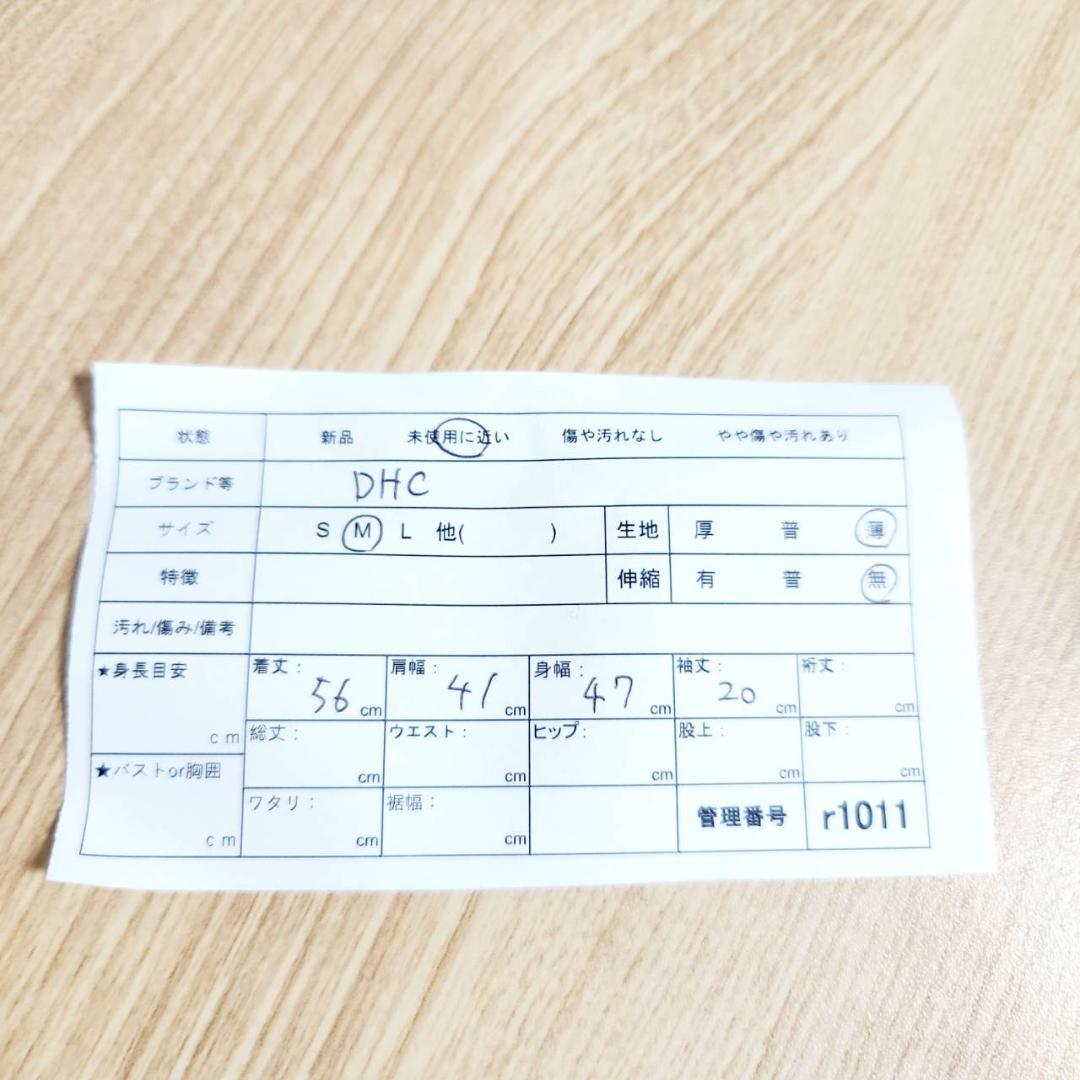 状態 新品 未使用に近い 傷や汚れなし やや傷や汚れあり
ブランド等 DHC
サイズ S M L 他( ) 生地 厚 普 薄
特徴 伸縮 有 普 無
汚れ/傷み/備考
★身長目安 cm 着丈: 56 cm 肩幅: 41 cm 身幅: 47 cm 袖丈: 20 cm 裄丈: cm
総丈: cm ウエスト: cm ヒップ: cm 股上: cm 股下: cm
★バストor胸囲 cm ワタリ: cm 裾幅: cm 管理番号 r1011